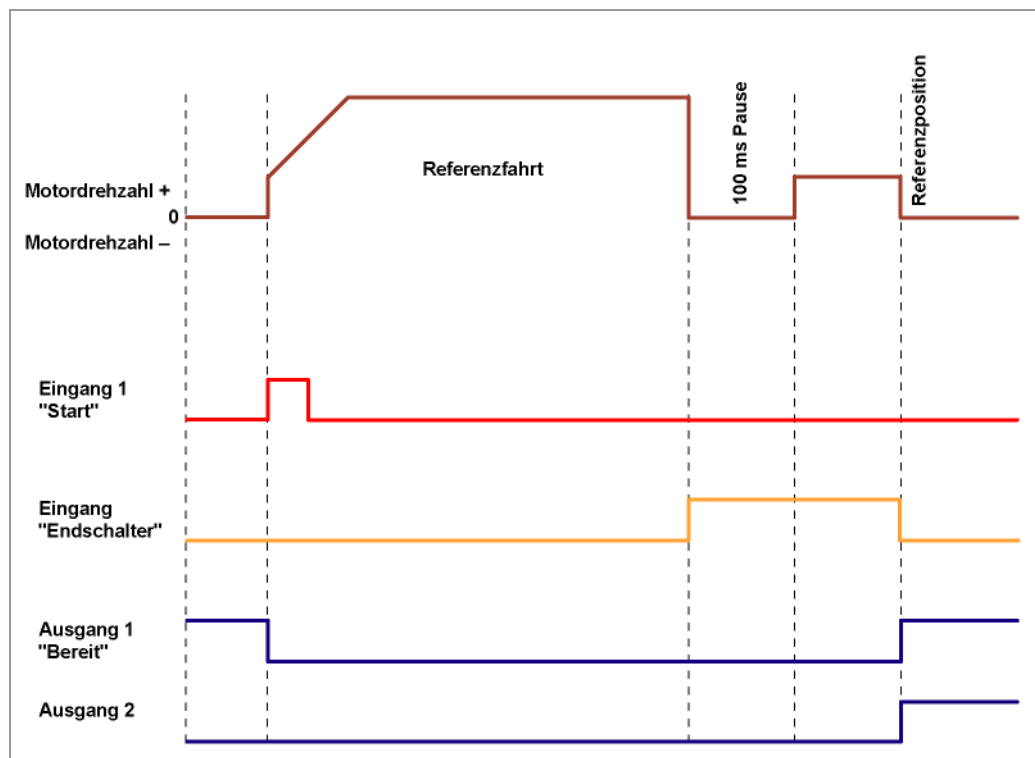 Referenzfahrt
100 ms Pause
Referenzposition
Motordrehzahl +
0
Motordrehzahl –
Eingang 1
"Start"
Eingang
"Endschalter"
Ausgang 1
"Bereit"
Ausgang 2